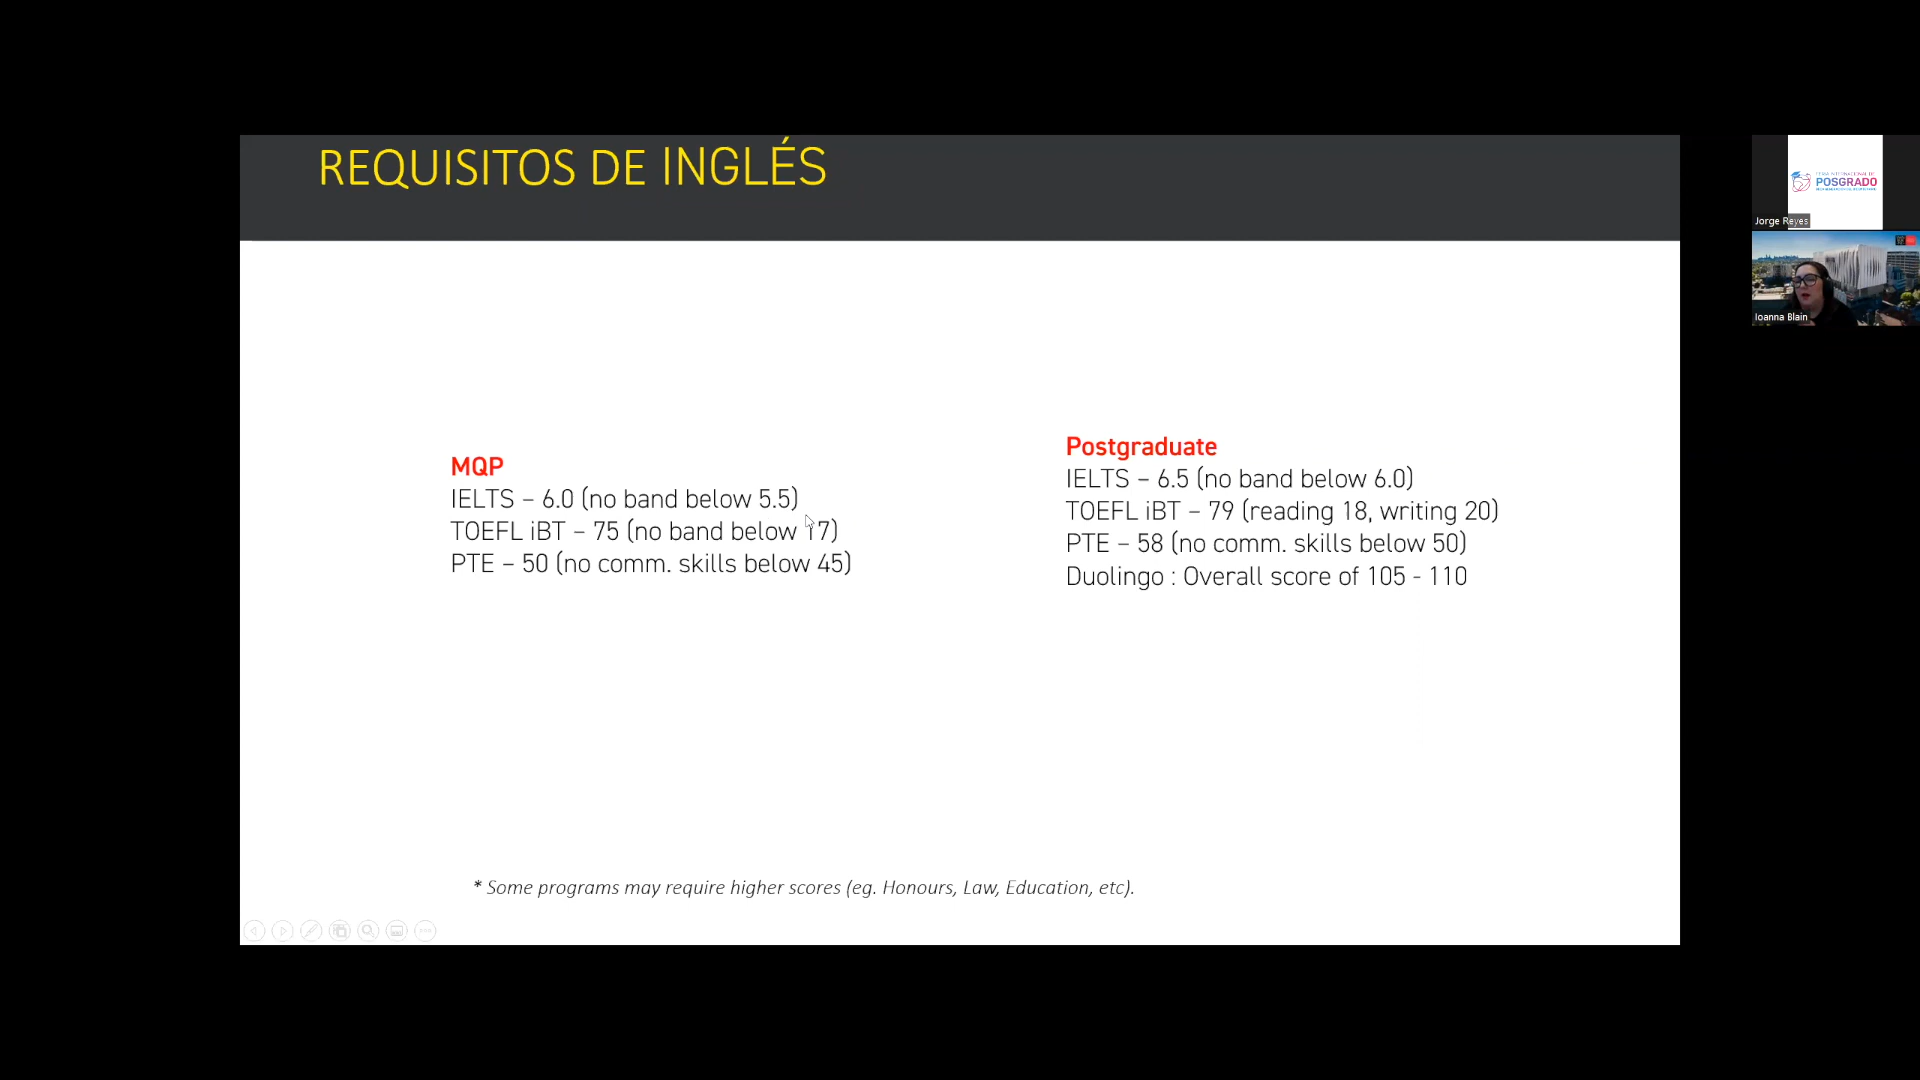 REQUISITOS DE INGLÉS
MQP
IELTS – 6.0 (no band below 5.5)
TOEFL iBT – 75 (no band below 17)
PTE – 50 (no comm. skills below 45)
Postgraduate
IELTS – 6.5 (no band below 6.0)
TOEFL iBT – 79 (reading 18, writing 20)
PTE – 58 (no comm. skills below 50)
Duolingo : Overall score of 105 - 110
* Some programs may require higher scores (eg. Honours, Law, Education, etc).
POSGRADO
Jorge Reyes
Ioanna Blain